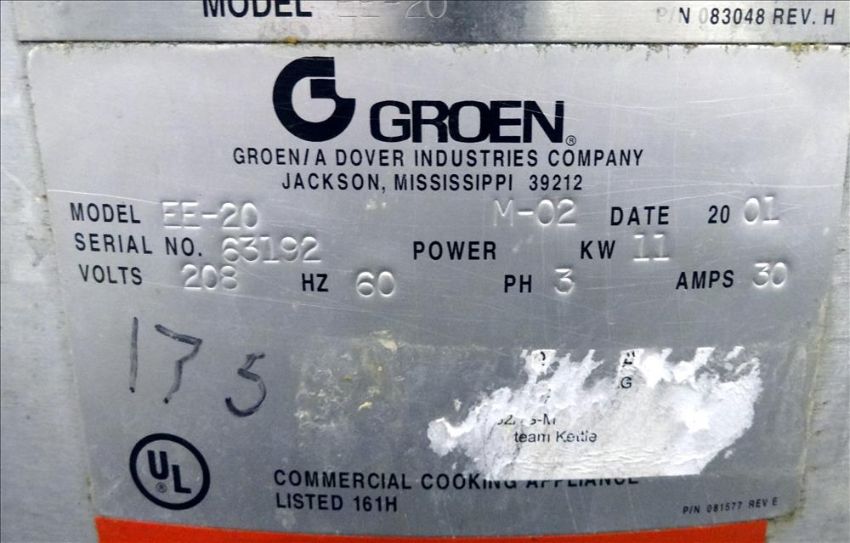 MODEL EE-20
P/N 083048 REV. H
GROEN®
GROEN/A DOVER INDUSTRIES COMPANY
JACKSON, MISSISSIPPI 39212
MODEL EE-20 M-02 DATE 20 01
SERIAL NO. 63192 POWER KW 11
VOLTS 208 HZ 60 PH 3 AMPS 30
175
G
team Kettle
UL®
COMMERCIAL COOKING APPLIANCE
LISTED 161H
P/N 081577 REV E